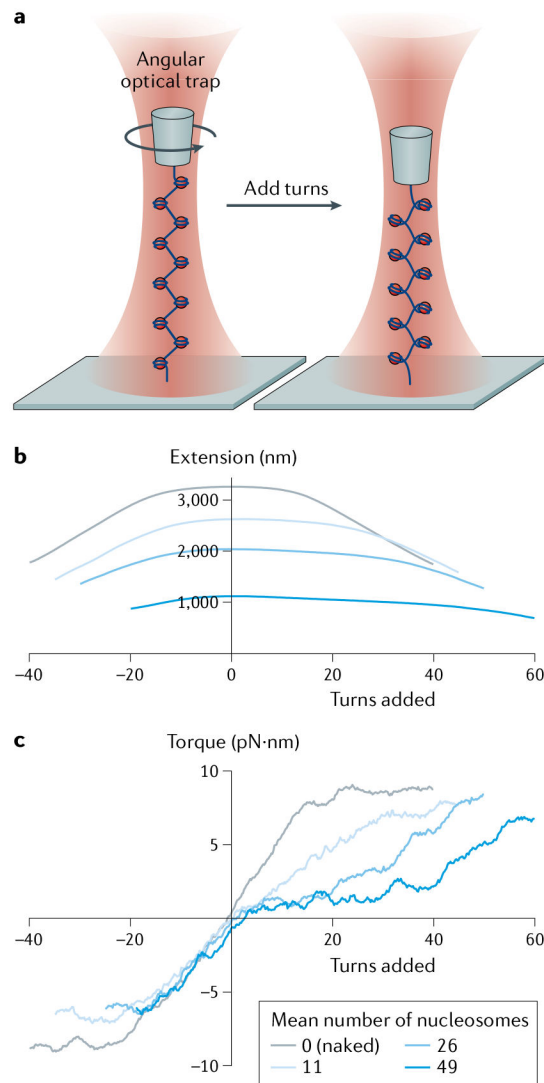 a
Angular
optical trap
Add turns
b
Extension (nm)
3,000
2,000
1,000
–40
–20
0
20
40
60
Turns added
c
Torque (pN·nm)
10
5
–40
–20
20
40
60
Turns added
–5
–10
Mean number of nucleosomes
0 (naked)
26
11
49